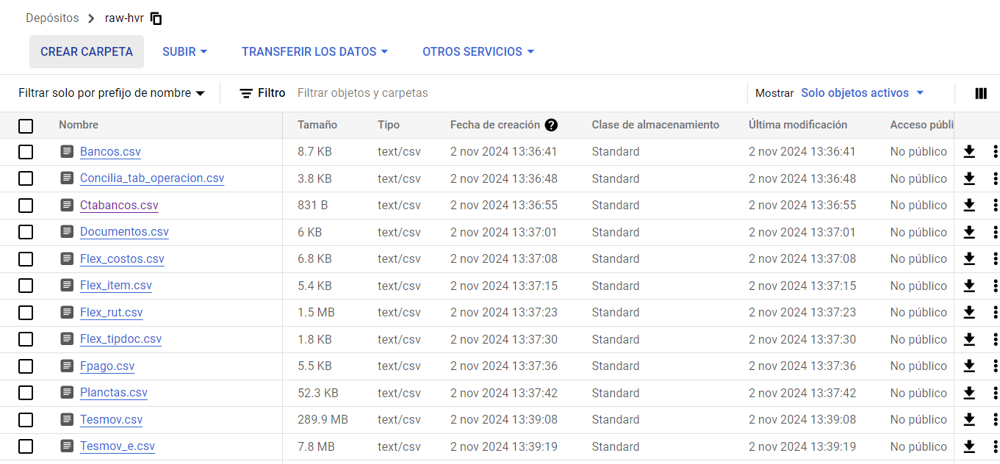 Depósitos > raw-hvr
CREAR CARPETA SUBIR TRANSFERIR LOS DATOS OTROS SERVICIOS
Filtrar solo por prefijo de nombre Filtro Filtrar objetos y carpetas Mostrar Solo objetos activos
Nombre Tamaño Tipo Fecha de creación ? Clase de almacenamiento Última modificación Acceso públi
Bancos.csv 8.7 KB text/csv 2 nov 2024 13:36:41 Standard 2 nov 2024 13:36:41 No público
Concilia_tab_operacion.csv 3.8 KB text/csv 2 nov 2024 13:36:48 Standard 2 nov 2024 13:36:48 No público
Ctabancos.csv 831 B text/csv 2 nov 2024 13:36:55 Standard 2 nov 2024 13:36:55 No público
Documentos.csv 6 KB text/csv 2 nov 2024 13:37:01 Standard 2 nov 2024 13:37:01 No público
Flex_costos.csv 6.8 KB text/csv 2 nov 2024 13:37:08 Standard 2 nov 2024 13:37:08 No público
Flex_item.csv 5.4 KB text/csv 2 nov 2024 13:37:15 Standard 2 nov 2024 13:37:15 No público
Flex_rut.csv 1.5 MB text/csv 2 nov 2024 13:37:23 Standard 2 nov 2024 13:37:23 No público
Flex_tipdoc.csv 1.8 KB text/csv 2 nov 2024 13:37:30 Standard 2 nov 2024 13:37:30 No público
Fpago.csv 5.5 KB text/csv 2 nov 2024 13:37:36 Standard 2 nov 2024 13:37:36 No público
Planctas.csv 52.3 KB text/csv 2 nov 2024 13:37:42 Standard 2 nov 2024 13:37:42 No público
Tesmov.csv 289.9 MB text/csv 2 nov 2024 13:39:08 Standard 2 nov 2024 13:39:08 No público
Tesmov_e.csv 7.8 MB text/csv 2 nov 2024 13:39:19 Standard 2 nov 2024 13:39:19 No público